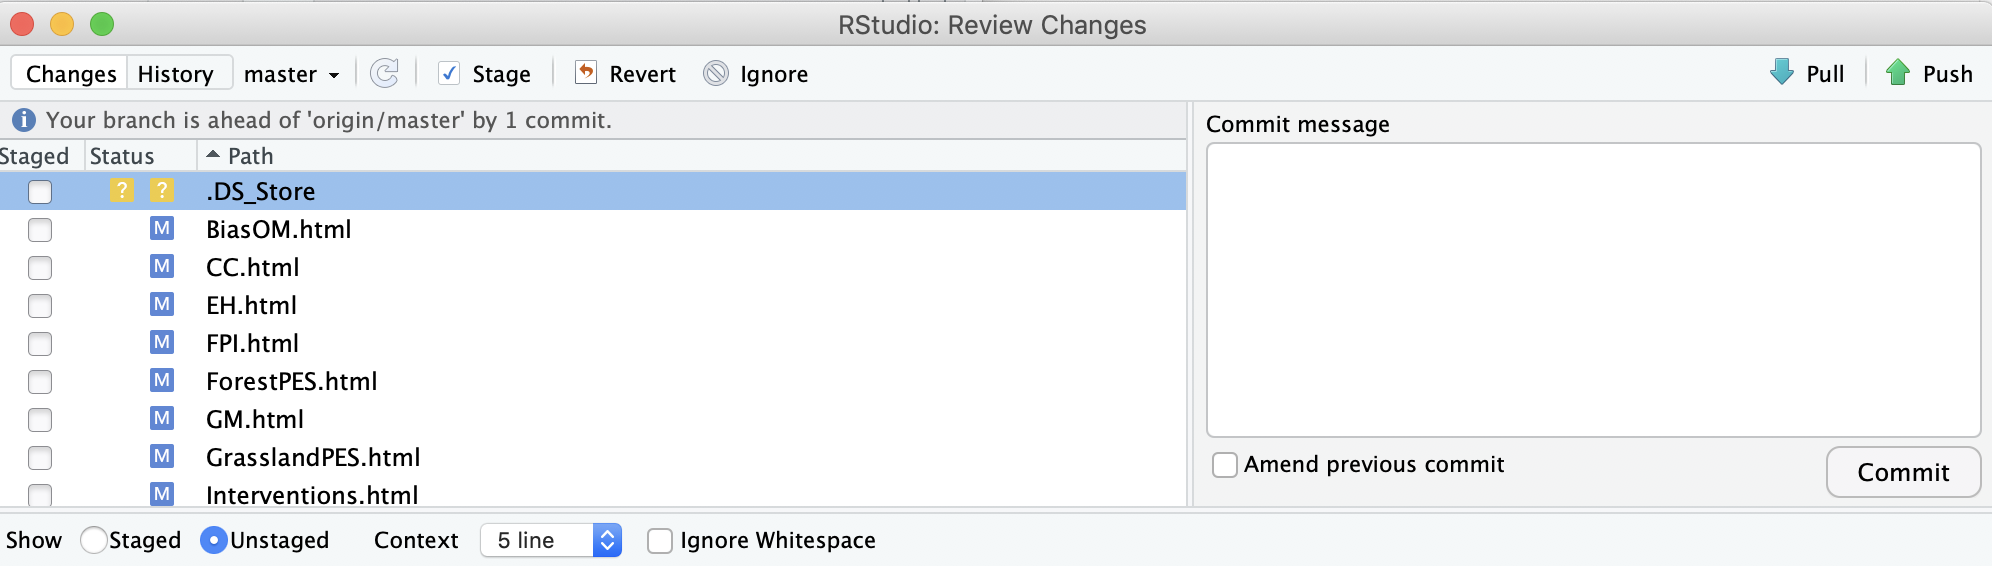 RStudio: Review Changes
Changes History master Stage Revert Ignore Pull Push
Your branch is ahead of 'origin/master' by 1 commit.
Commit message
Staged Status Path
? ? .DS_Store
M BiasOM.html
M CC.html
M EH.html
M FPI.html
M ForestPES.html
M GM.html
M GrasslandPES.html
M Interventions.html
Amend previous commit
Commit
Show Staged Unstaged Context 5 line Ignore Whitespace